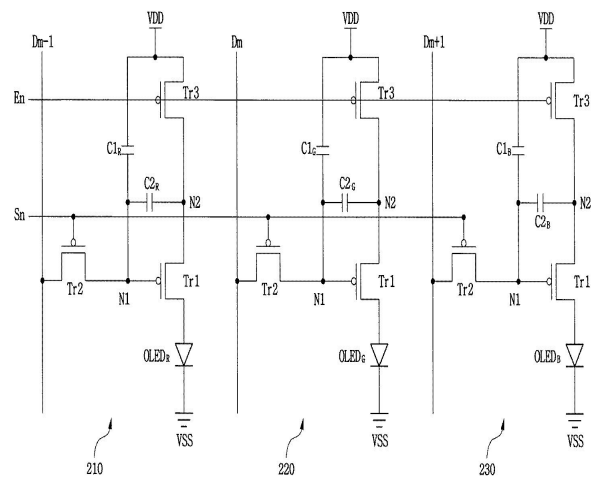 VDD VDD VDD
Dm-1 Dm Dm+1
En Tr3 Tr3 Tr3
C1R C1G C1B
C2R N2 C2G N2 N2
Sn C2B
Tr2 N1 Tr1 Tr2 N1 Tr1 Tr2 N1 Tr1
OLEDR OLEDG OLEDB
VSS VSS VSS
210 220 230